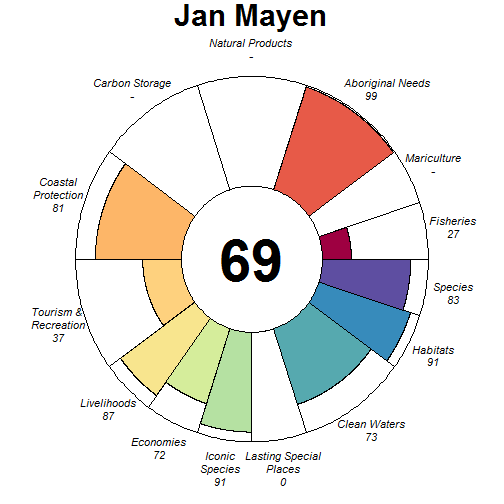 Jan Mayen
Natural Products
-
Carbon Storage
-
Aboriginal Needs
99
Mariculture
-
Coastal
Protection
81
Fisheries
27
69
Species
83
Tourism &
Recreation
37
Habitats
91
Livelihoods
87
Clean Waters
73
Economies
72
Iconic
Species
91
Lasting Special
Places
0